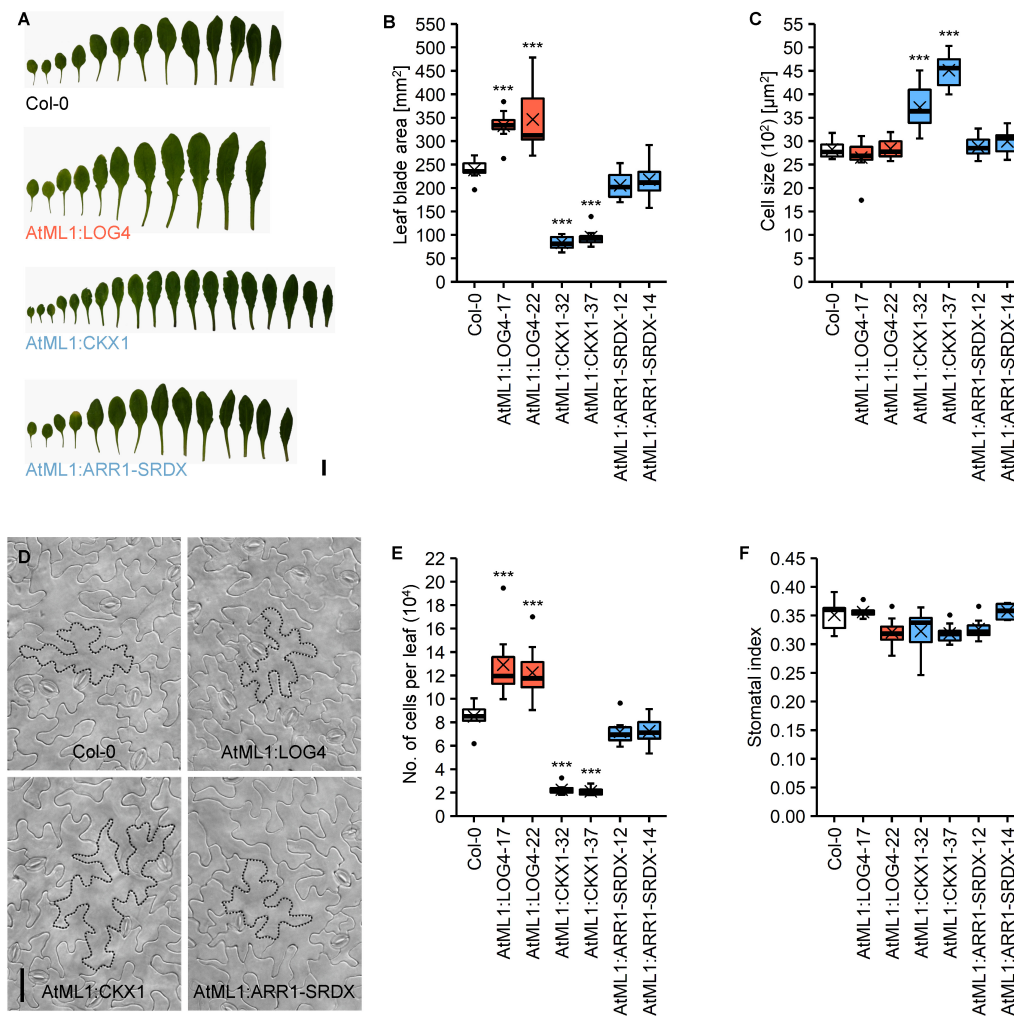 A
Col-0
AtML1:LOG4
AtML1:CKX1
AtML1:ARR1-SRDX
B
Leaf blade area [mm²]
550
500
450
400
350
300
250
200
150
100
50
0
***
***
***
***
Col-0
AtML1:LOG4-17
AtML1:LOG4-22
AtML1:CKX1-32
AtML1:CKX1-37
AtML1:ARR1-SRDX-12
AtML1:ARR1-SRDX-14
C
Cell size (10²) [µm²]
55
50
45
40
35
30
25
20
15
10
5
0
***
***
Col-0
AtML1:LOG4-17
AtML1:LOG4-22
AtML1:CKX1-32
AtML1:CKX1-37
AtML1:ARR1-SRDX-12
AtML1:ARR1-SRDX-14
D
Col-0
AtML1:LOG4
AtML1:CKX1
AtML1:ARR1-SRDX
E
No. of cells per leaf (10⁴)
22
20
18
16
14
12
10
8
6
4
2
0
***
***
***
***
Col-0
AtML1:LOG4-17
AtML1:LOG4-22
AtML1:CKX1-32
AtML1:CKX1-37
AtML1:ARR1-SRDX-12
AtML1:ARR1-SRDX-14
F
Stomatal index
0.45
0.40
0.35
0.30
0.25
0.20
0.15
0.10
0.05
0.00
Col-0
AtML1:LOG4-17
AtML1:LOG4-22
AtML1:CKX1-32
AtML1:CKX1-37
AtML1:ARR1-SRDX-12
AtML1:ARR1-SRDX-14